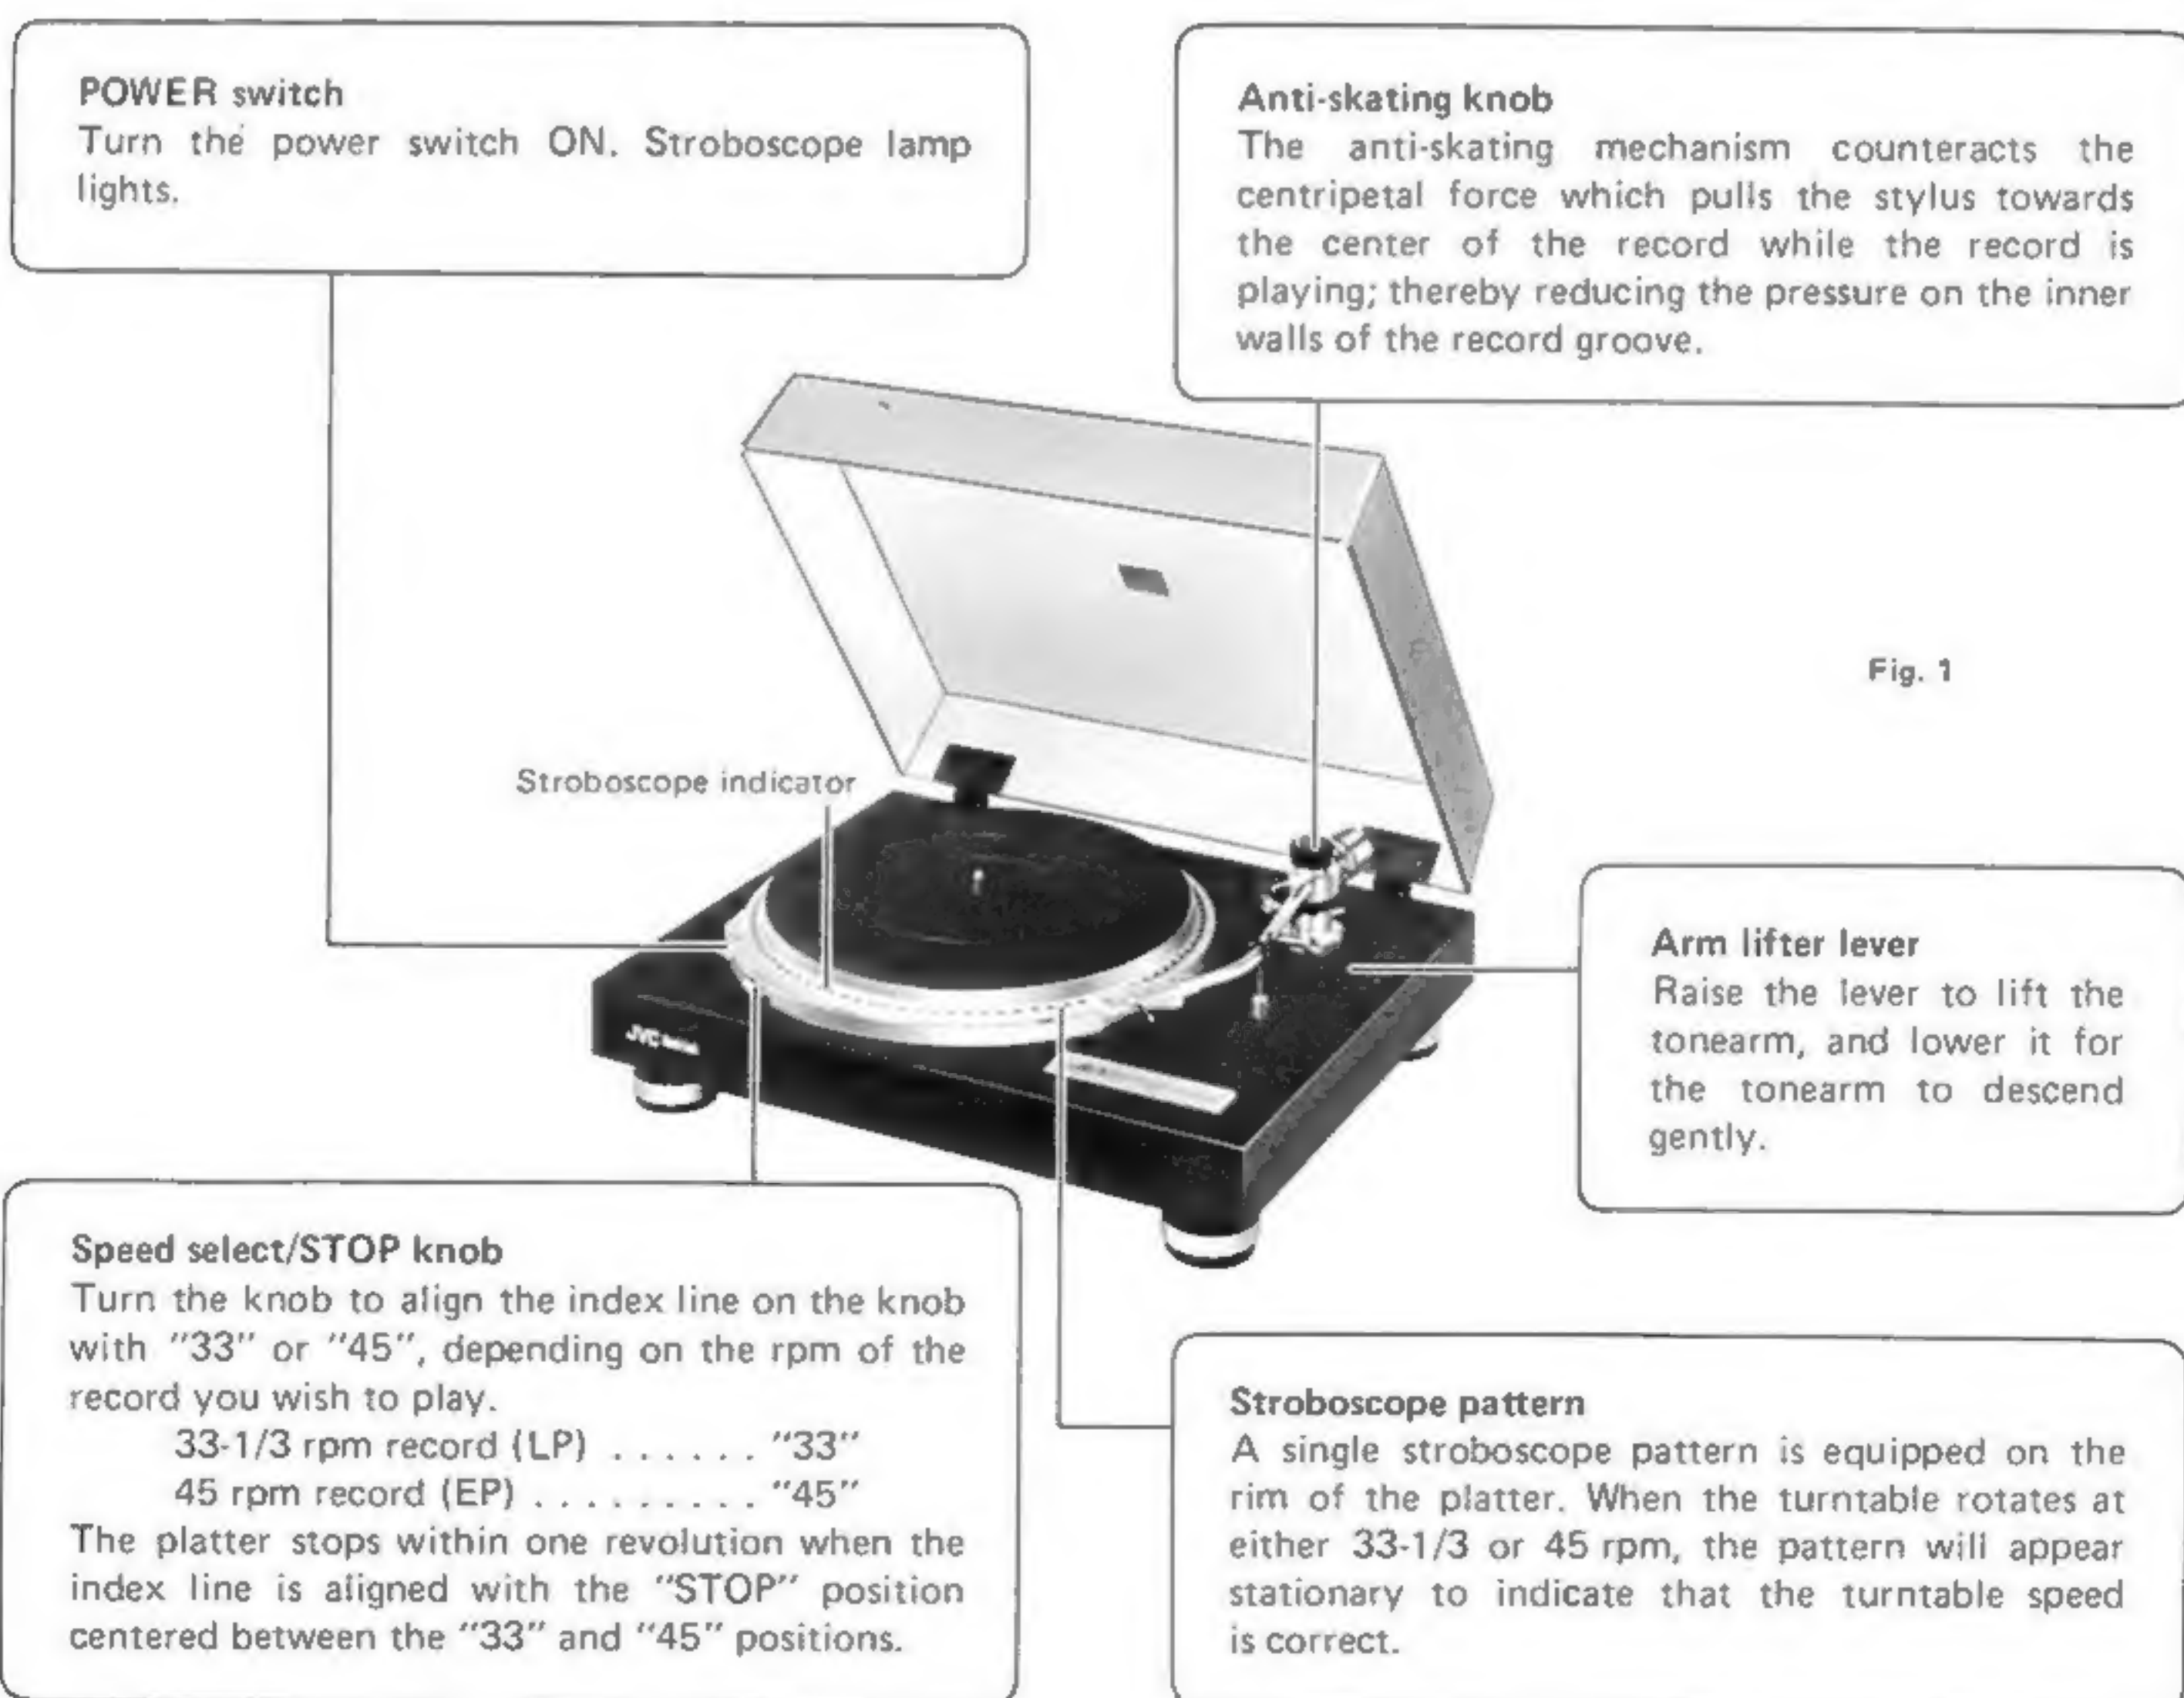 POWER switch
Turn the power switch ON. Stroboscope lamp
lights.
Anti-skating knob
The anti-skating mechanism counteracts the
centripetal force which pulls the stylus towards
the center of the record while the record is
playing; thereby reducing the pressure on the inner
walls of the record groove.
Fig. 1
Stroboscope indicator
JVC
Arm lifter lever
Raise the lever to lift the
tonearm, and lower it for
the tonearm to descend
gently.
Speed select/STOP knob
Turn the knob to align the index line on the knob
with "33" or "45", depending on the rpm of the
record you wish to play.
33-1/3 rpm record (LP) ...... "33"
45 rpm record (EP) .......... "45"
The platter stops within one revolution when the
index line is aligned with the "STOP" position
centered between the "33" and "45" positions.
Stroboscope pattern
A single stroboscope pattern is equipped on the
rim of the platter. When the turntable rotates at
either 33-1/3 or 45 rpm, the pattern will appear
stationary to indicate that the turntable speed
is correct.